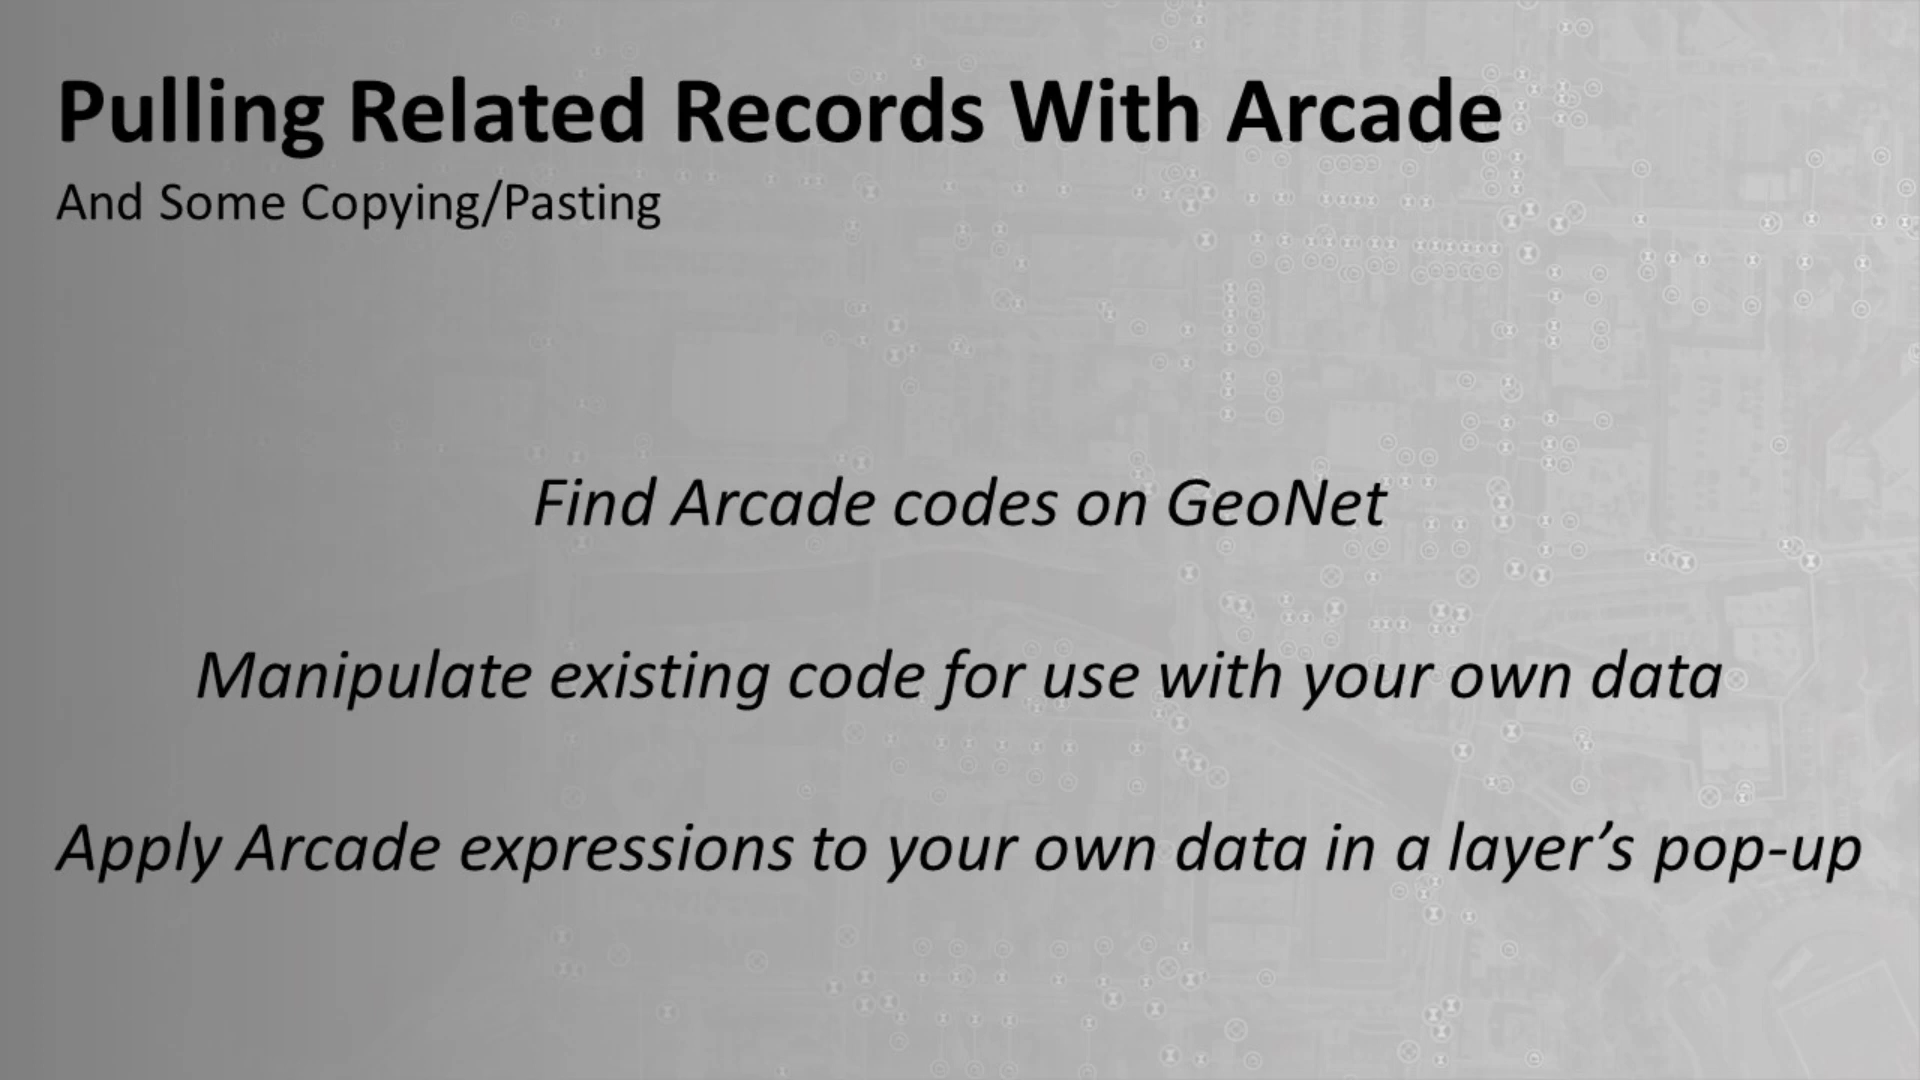 Pulling Related Records With Arcade
And Some Copying/Pasting
Find Arcade codes on GeoNet
Manipulate existing code for use with your own data
Apply Arcade expressions to your own data in a layer’s pop-up